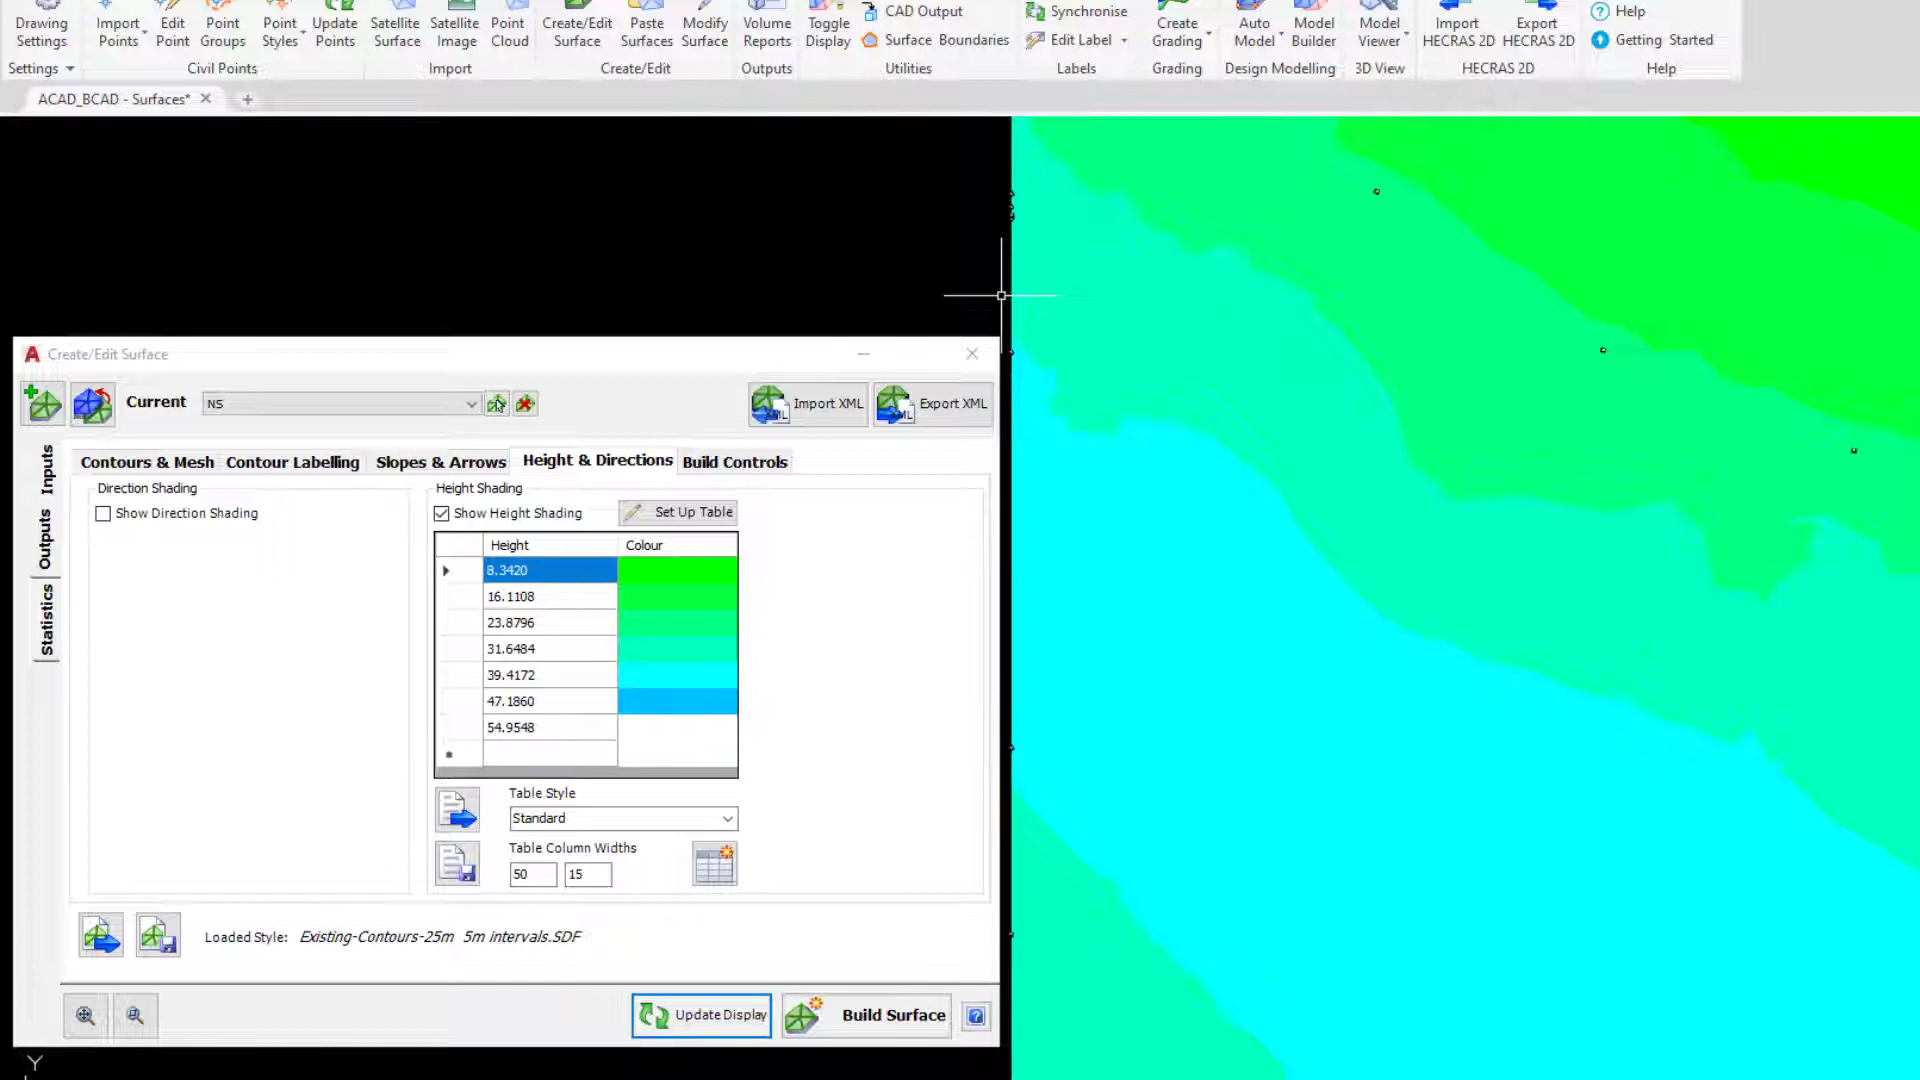 Drawing Settings
Import Points
Edit Point
Point Groups
Point Styles
Update Points
Satellite Surface
Satellite Image
Point Cloud
Create/Edit Surface
Paste Surfaces
Modify Surface
Volume Reports
Toggle Display
CAD Output
Surface Boundaries
Synchronise
Edit Label
Create Grading
Auto Model
Model Builder
Model Viewer
Import HECRAS 2D
Export HECRAS 2D
Help
Getting Started
Settings
Civil Points
Import
Create/Edit
Outputs
Utilities
Labels
Grading
Design Modelling
3D View
HECRAS 2D
Help
ACAD_BCAD - Surfaces*
Create/Edit Surface
Current
NS
Import XML
Export XML
Inputs
Outputs
Statistics
Contours & Mesh
Contour Labelling
Slopes & Arrows
Height & Directions
Build Controls
Direction Shading
Show Direction Shading
Height Shading
Show Height Shading
Set Up Table
Height Colour
8.3420
16.1108
23.8796
31.6484
39.4172
47.1860
54.9548
Table Style
Standard
Table Column Widths
50 15
Loaded Style: Existing-Contours-25m 5m intervals.SDF
Update Display
Build Surface
Y